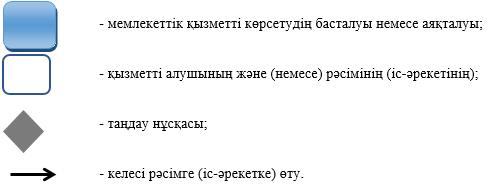 - мемлекеттік қызметті көрсетудің басталуы немесе аяқталуы;
- қызметті алушының және (немесе) рәсімінің (іс-әрекетінің);
- таңдау нұсқасы;
- келесі рәсімге (іс-әрекетке) өту.